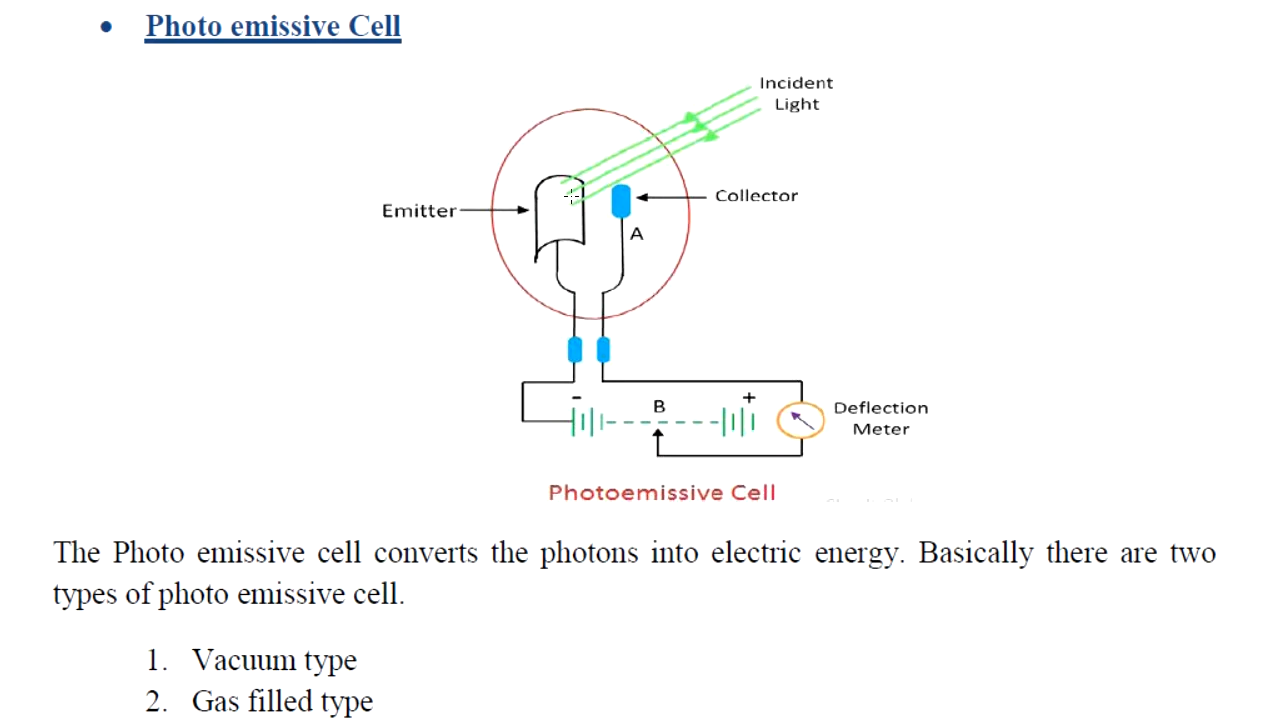 • Photo emissive Cell
Incident
Light
Collector
Emitter
A
-
B
+
Deflection
Meter
Photoemissive Cell
The Photo emissive cell converts the photons into electric energy. Basically there are two
types of photo emissive cell.
1. Vacuum type
2. Gas filled type